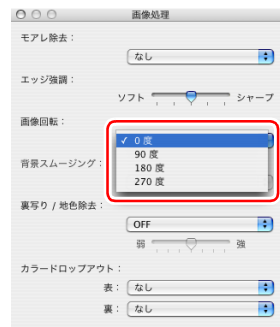 画像処理
モアレ除去：
なし
エッジ強調：
ソフト シャープ
画像回転：
✓ 0 度
90 度
180 度
270 度
背景スムージング：
裏写り / 地色除去：
OFF
弱 強
カラードロップアウト：
表： なし
裏： なし